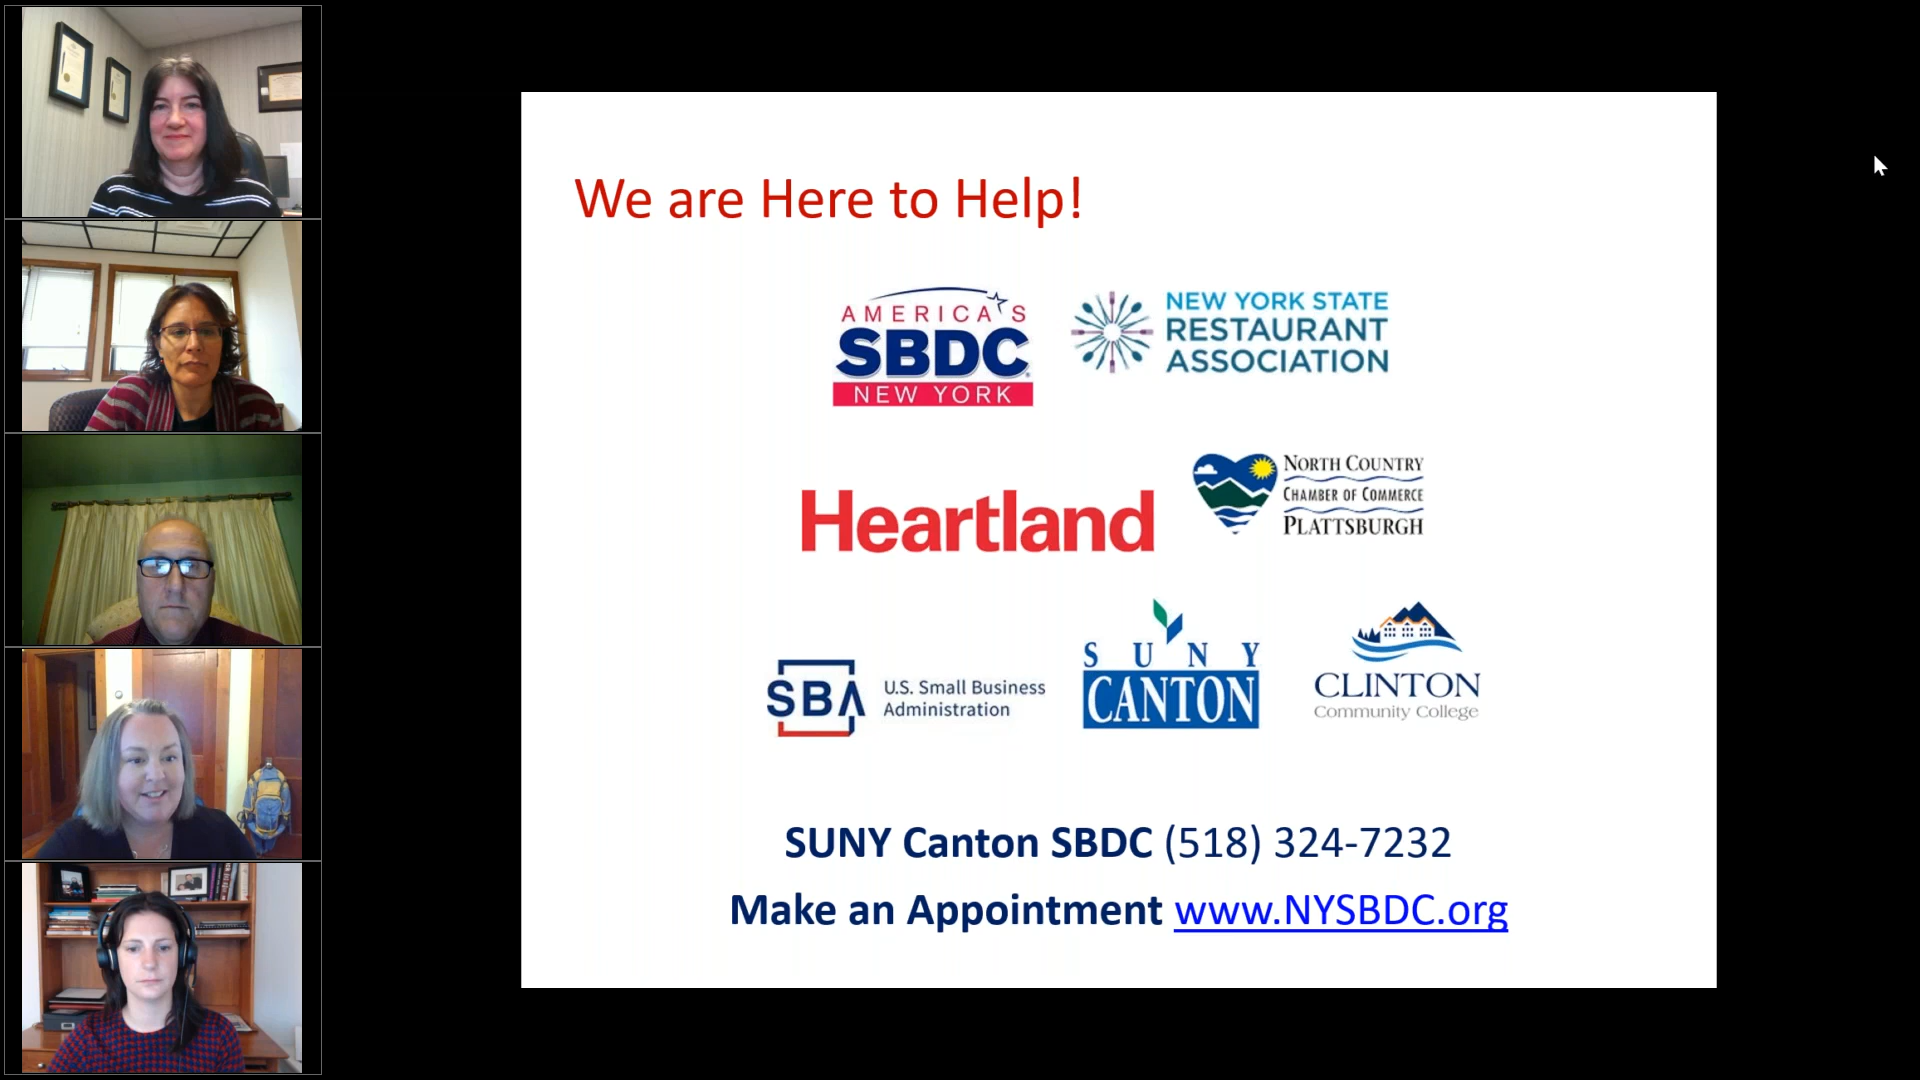 We are Here to Help!
AMERICA'S
SBDC
NEW YORK
NEW YORK STATE
RESTAURANT
ASSOCIATION
Heartland
NORTH COUNTRY
CHAMBER OF COMMERCE
PLATTSBURGH
SBA
U.S. Small Business
Administration
SUNY
CANTON
CLINTON
Community College
SUNY Canton SBDC (518) 324-7232
Make an Appointment www.NYSBDC.org